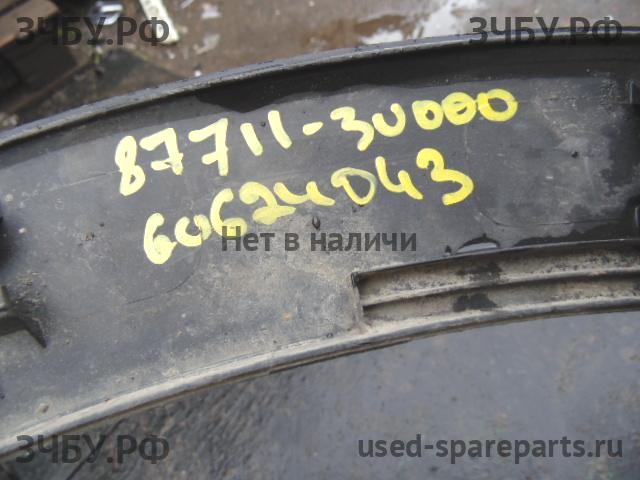 ЗЧБУ.РФ
ЗЧБУ.РФ
87711-3U000
60624043
Нет в наличи
ЗЧБУ.РФ
used-spareparts.ru